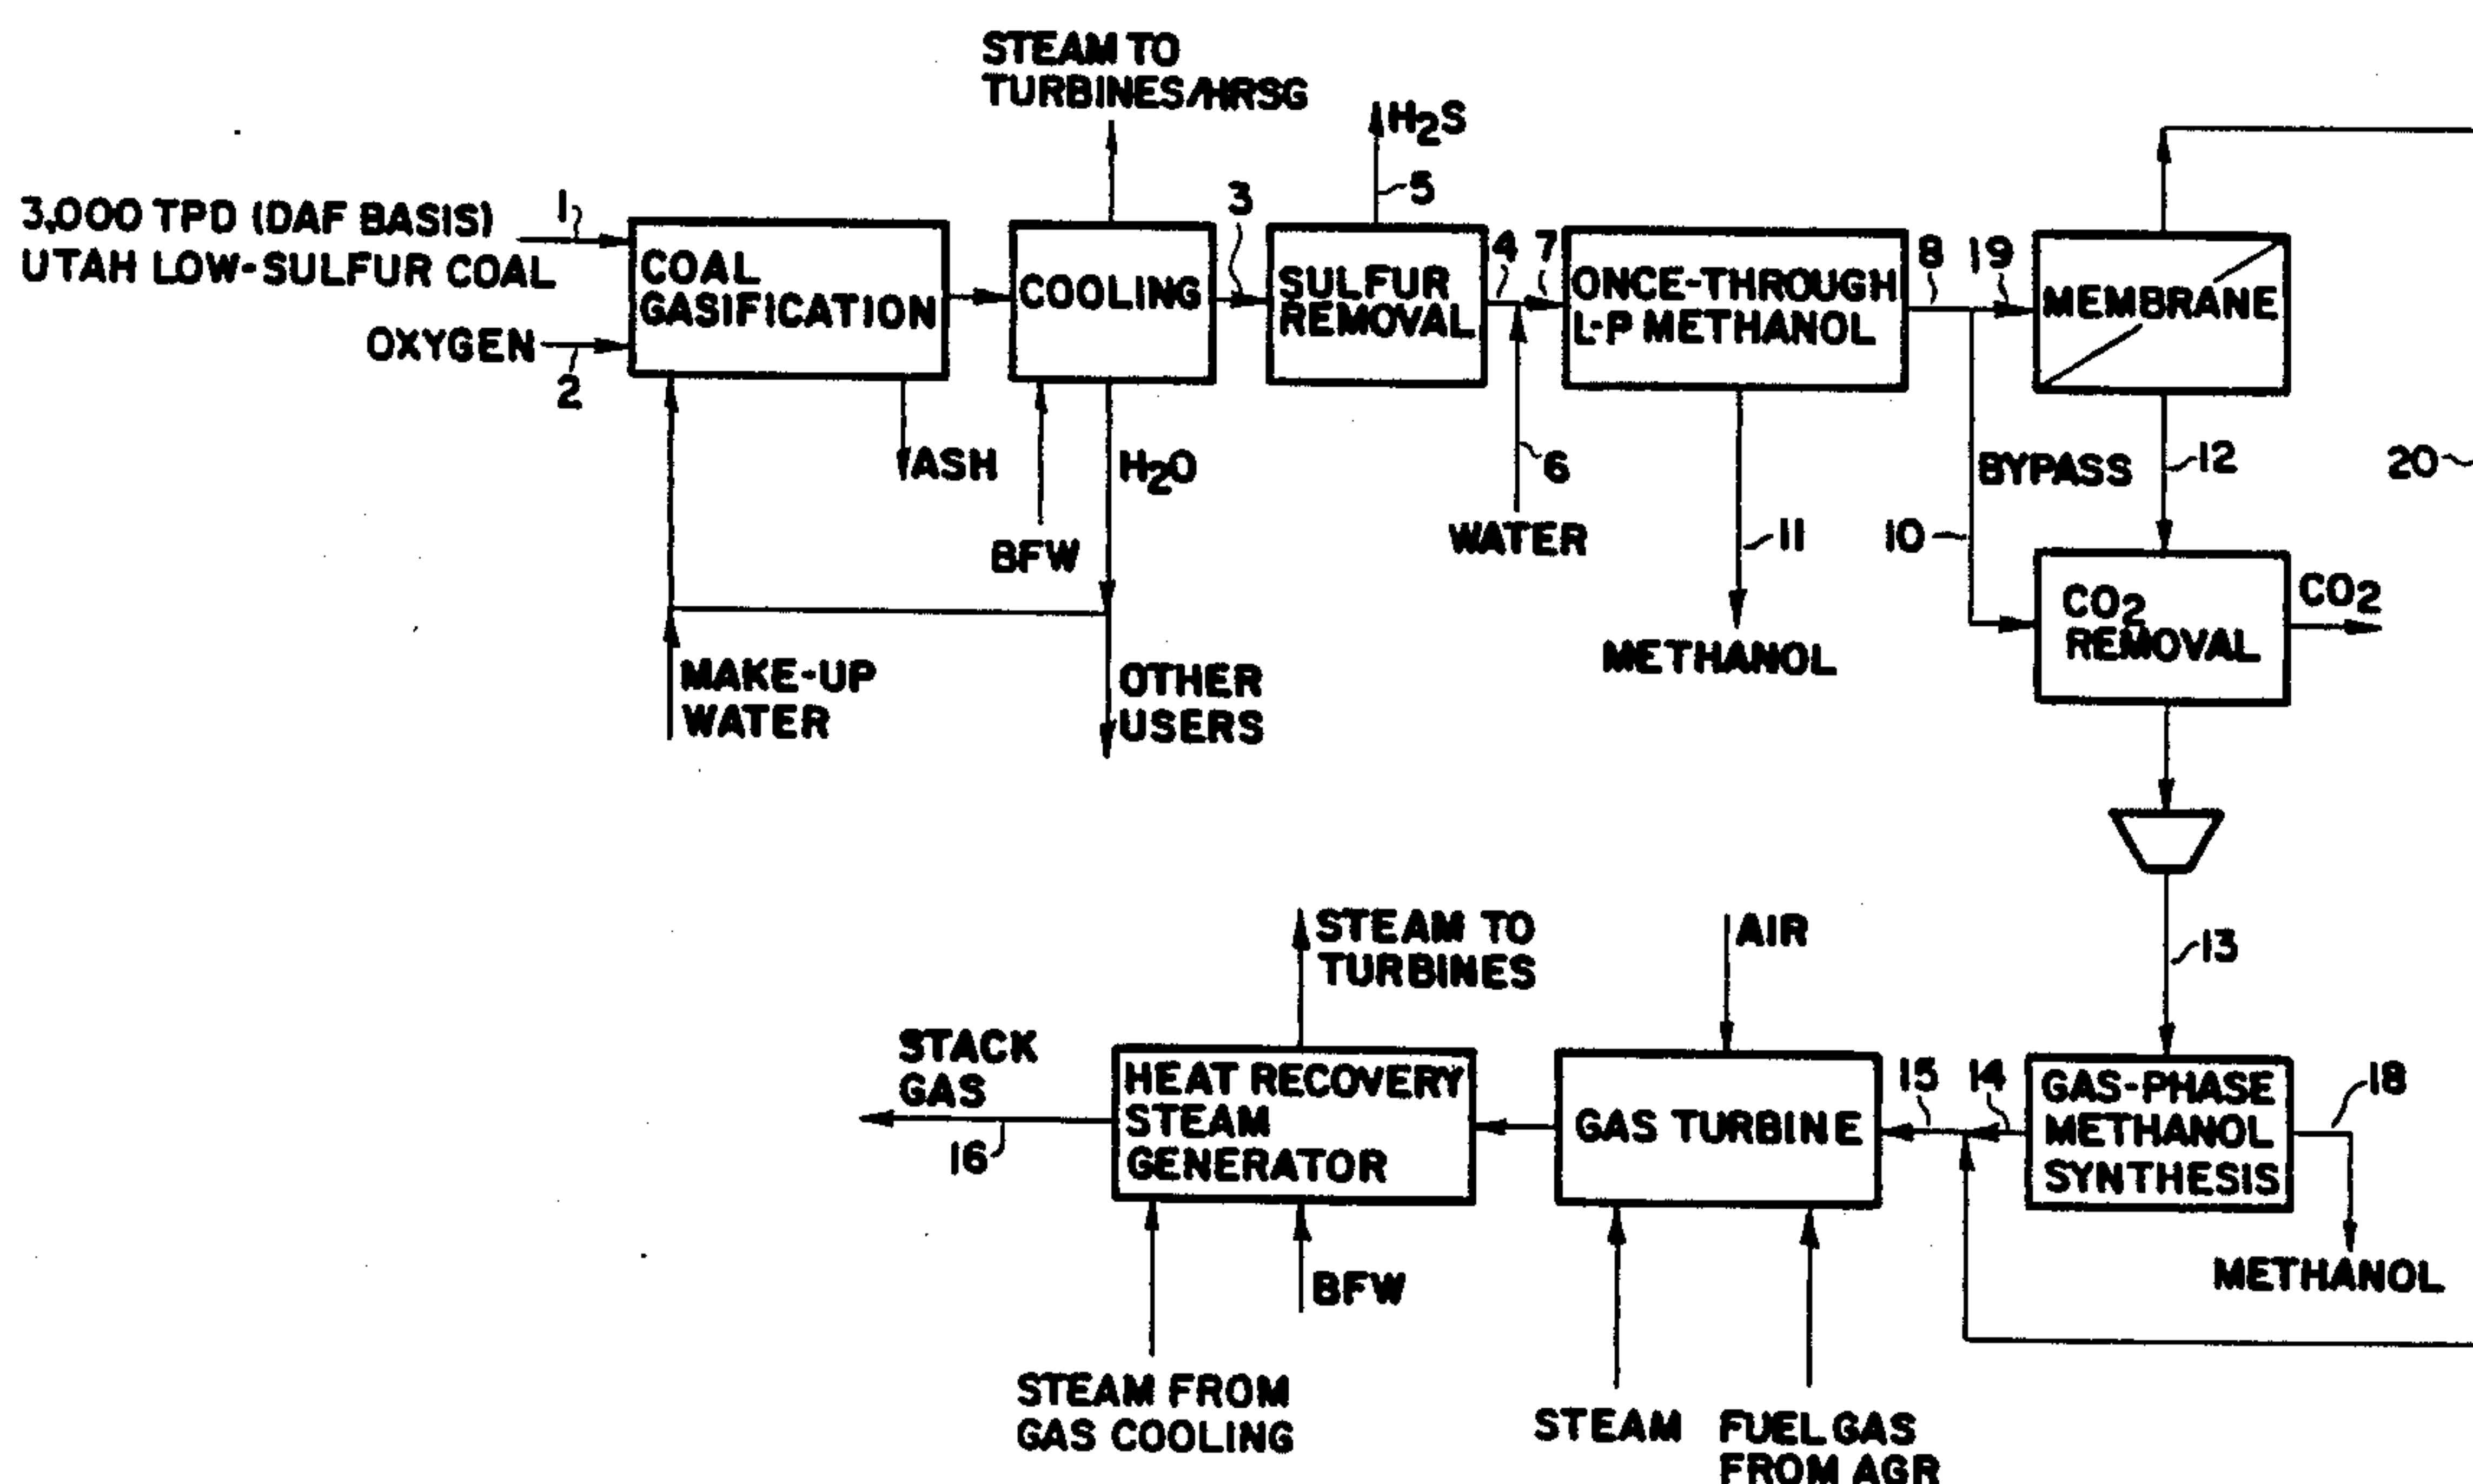 STEAM TO
TURBINES/HRSG
H2S
5
3,000 TPD (DAF BASIS)
UTAH LOW-SULFUR COAL
1
OXYGEN
2
COAL
GASIFICATION
COOLING
3
SULFUR
REMOVAL
4
7
ONCE-THROUGH
L-P METHANOL
8
19
MEMBRANE
ASH
BFW
H2O
WATER
6
11
METHANOL
BYPASS
10
12
20
CO2
REMOVAL
CO2
MAKE-UP
WATER
OTHER
USERS
13
STEAM TO
TURBINES
AIR
STACK
GAS
16
HEAT RECOVERY
STEAM
GENERATOR
GAS TURBINE
15
14
GAS-PHASE
METHANOL
SYNTHESIS
18
METHANOL
BFW
STEAM FROM
GAS COOLING
STEAM
FUEL GAS
FROM AGR